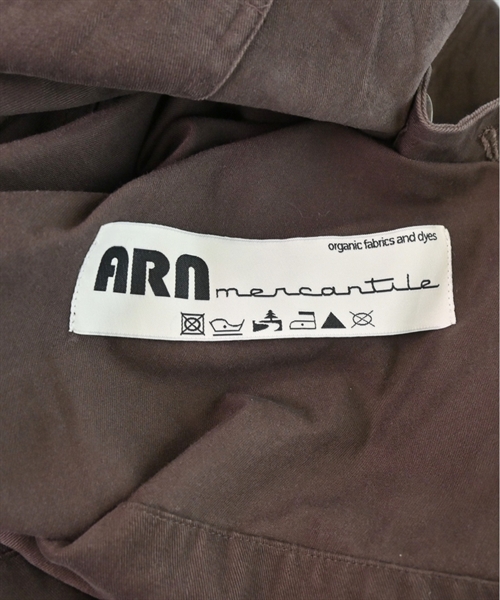 organic fabrics and dyes
ARN mercantile